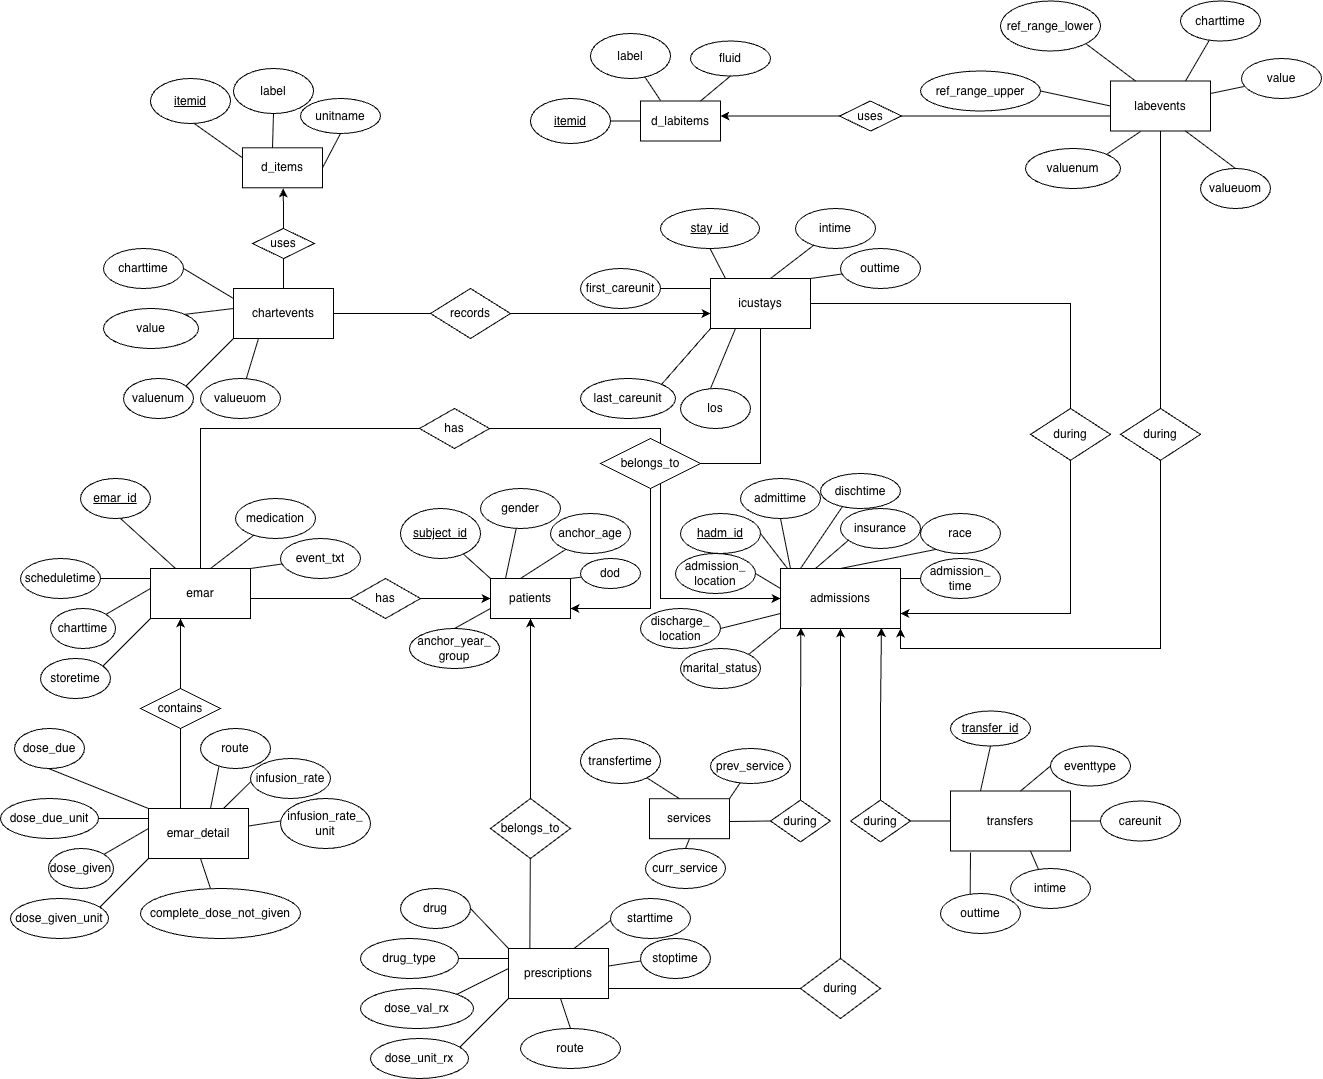 ref_range_lower
charttime
label
fluid
value
label
itemid
unitname
ref_range_upper
itemid
d_labitems
uses
labevents
d_items
valuenum
valueuom
uses
stay_id
intime
charttime
outtime
first_careunit
icustays
value
chartevents
records
valuenum
valueuom
last_careunit
los
has
during
during
belongs_to
emar_id
medication
gender
admittime
dischtime
subject_id
anchor_age
hadm_id
insurance
race
event_txt
scheduletime
dod
admission_
location
admission_
time
emar
has
patients
admissions
charttime
anchor_year_
group
discharge_
location
storetime
marital_status
contains
dose_due
route
transfer_id
infusion_rate
transfertime
prev_service
eventtype
dose_due_unit
infusion_rate_
unit
emar_detail
belongs_to
services
during
during
transfers
careunit
dose_given
curr_service
intime
dose_given_unit
complete_dose_not_given
drug
starttime
outtime
drug_type
stoptime
prescriptions
during
dose_val_rx
route
dose_unit_rx